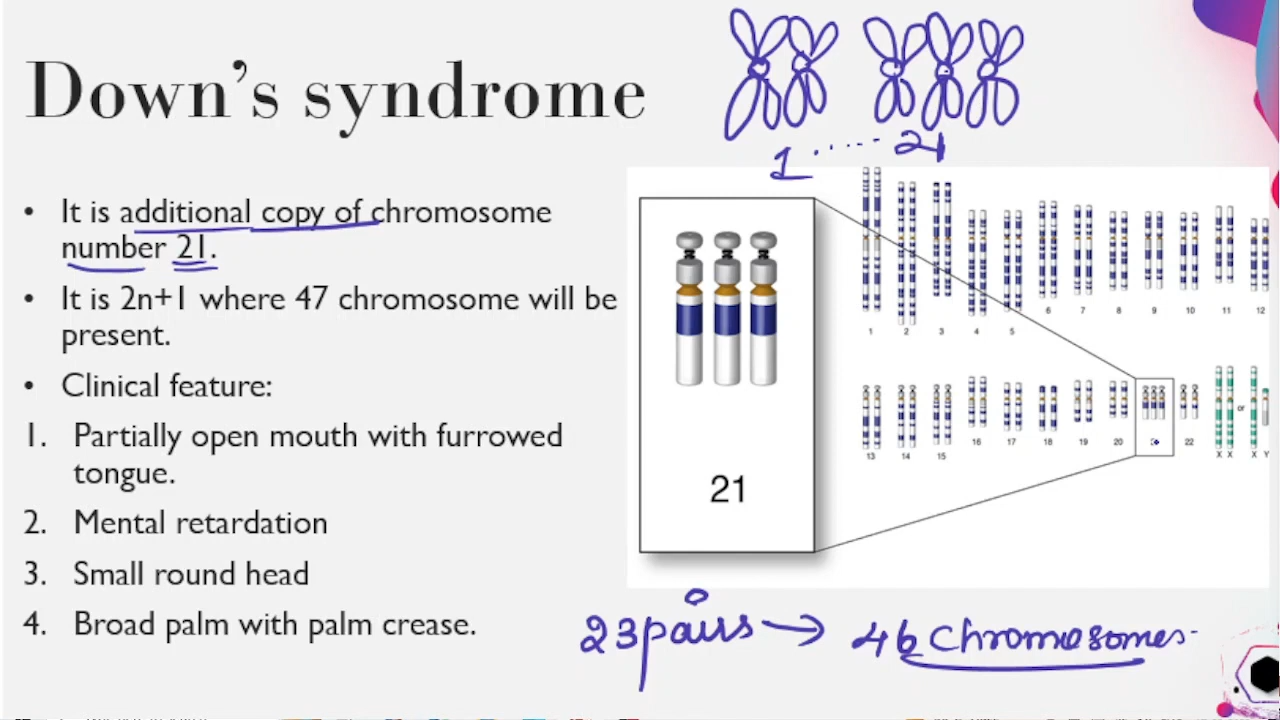 Down's syndrome
1 ..... 21
• It is additional copy of chromosome
number 21.
• It is 2n+1 where 47 chromosome will be
present.
• Clinical feature:
1. Partially open mouth with furrowed
tongue.
2. Mental retardation
3. Small round head
4. Broad palm with palm crease.
21
1 2 3 4 5 6 7 8 9 10 11 12
13 14 15 16 17 18 19 20 22 X X or X Y
23 pairs → 46 Chromosomes